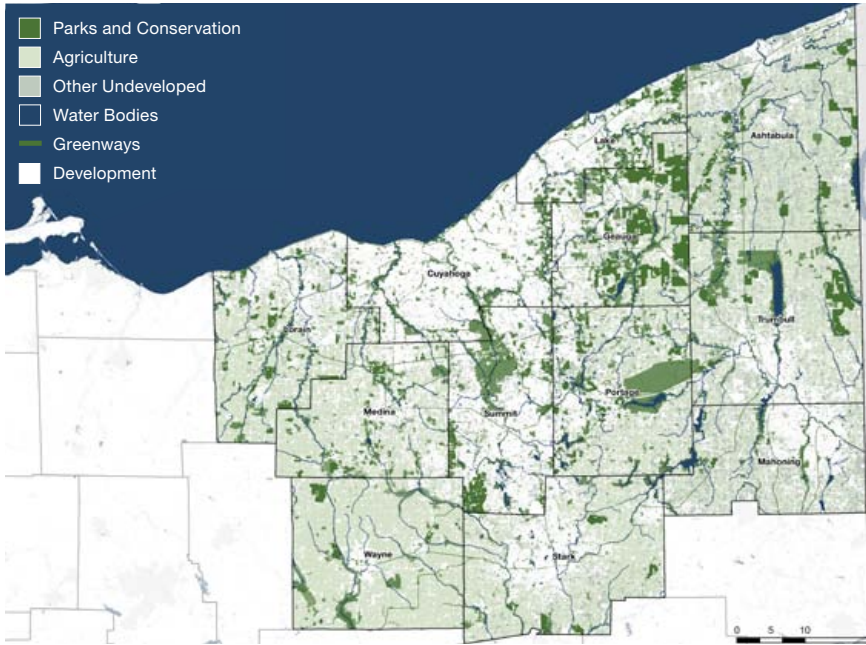 Parks and Conservation
Agriculture
Other Undeveloped
Water Bodies
Greenways
Development
Lake
Ashtabula
Geauga
Cuyahoga
Lorain
Trumbull
Portage
Medina
Summit
Mahoning
Wayne
Stark
0 5 10